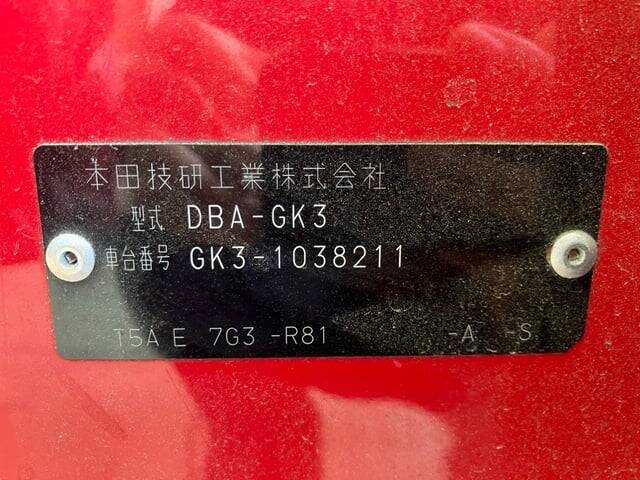 本田技研工業株式会社
型式 DBA-GK3
車台番号 GK3-1038211
T5A E 7G3 -R81 -A -S